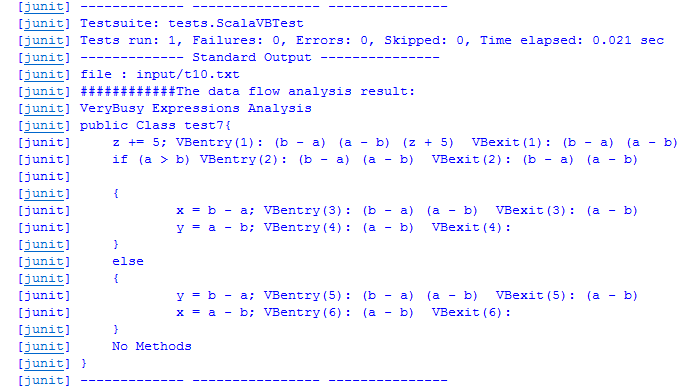 [junit] ------------- ---------------- ---------------
[junit] Testsuite: tests.ScalaVBTest
[junit] Tests run: 1, Failures: 0, Errors: 0, Skipped: 0, Time elapsed: 0.021 sec
[junit] ------------- Standard Output ---------------
[junit] file : input/t10.txt
[junit] ############The data flow analysis result:
[junit] VeryBusy Expressions Analysis
[junit] public Class test7{
[junit]     z += 5; VBentry(1): (b - a) (a - b) (z + 5)  VBexit(1): (b - a) (a - b)
[junit]     if (a > b) VBentry(2): (b - a) (a - b)  VBexit(2): (b - a) (a - b)
[junit]
[junit]     {
[junit]             x = b - a; VBentry(3): (b - a) (a - b)  VBexit(3): (a - b)
[junit]             y = a - b; VBentry(4): (a - b)  VBexit(4):
[junit]     }
[junit]     else
[junit]     {
[junit]             y = b - a; VBentry(5): (b - a) (a - b)  VBexit(5): (a - b)
[junit]             x = a - b; VBentry(6): (a - b)  VBexit(6):
[junit]     }
[junit]     No Methods
[junit] }
[junit] ------------- ---------------- ---------------